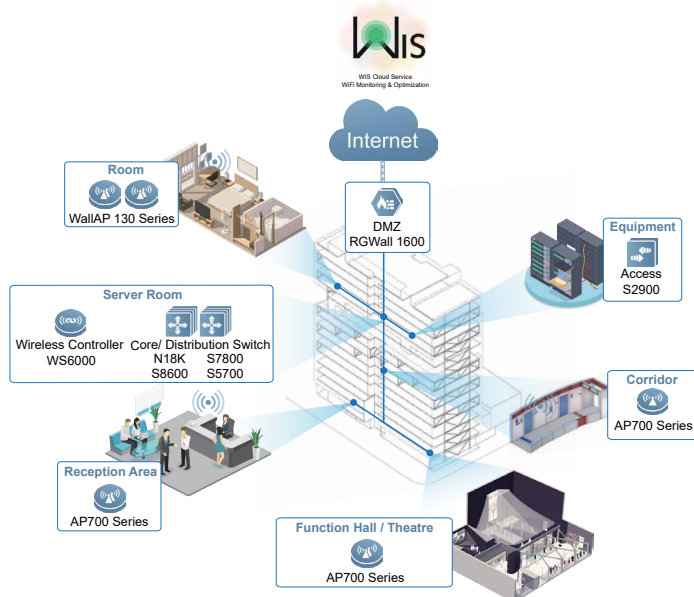 WIS
WIS Cloud Service
WiFi Monitoring & Optimization
Internet
Room
WallAP 130 Series
DMZ
RGWall 1600
Equipment
Access
S2900
Server Room
Wireless Controller
WS6000
Core/ Distribution Switch
N18K S7800
S8600 S5700
Corridor
AP700 Series
Reception Area
AP700 Series
Function Hall / Theatre
AP700 Series